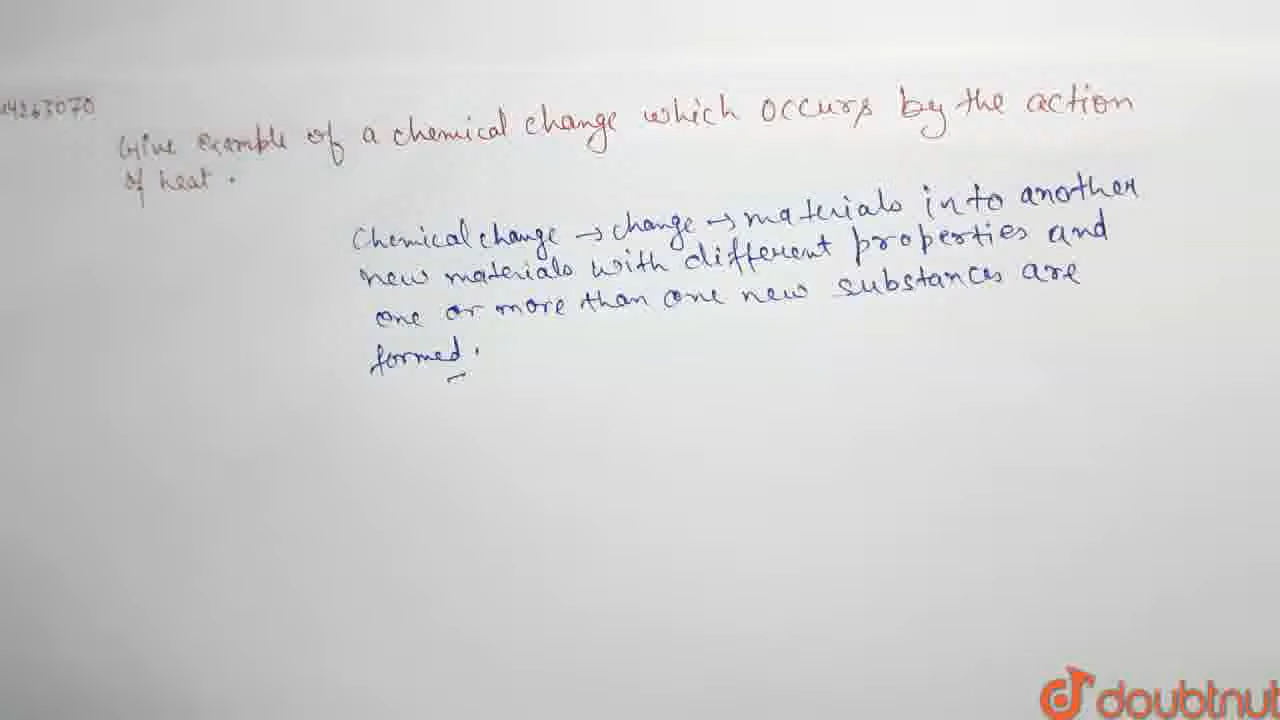 14263070
Give example of a chemical change which occurs by the action
of heat.
Chemical change → change → materials into another
new materials with different properties and
one or more than one new substances are
formed.
doubtnut